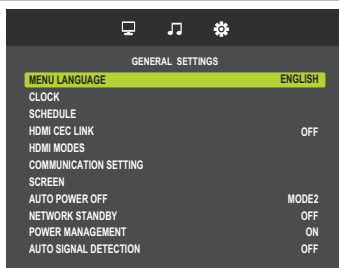 GENERAL SETTINGS
MENU LANGUAGE ENGLISH
CLOCK
SCHEDULE
HDMI CEC LINK OFF
HDMI MODES
COMMUNICATION SETTING
SCREEN
AUTO POWER OFF MODE2
NETWORK STANDBY OFF
POWER MANAGEMENT ON
AUTO SIGNAL DETECTION OFF